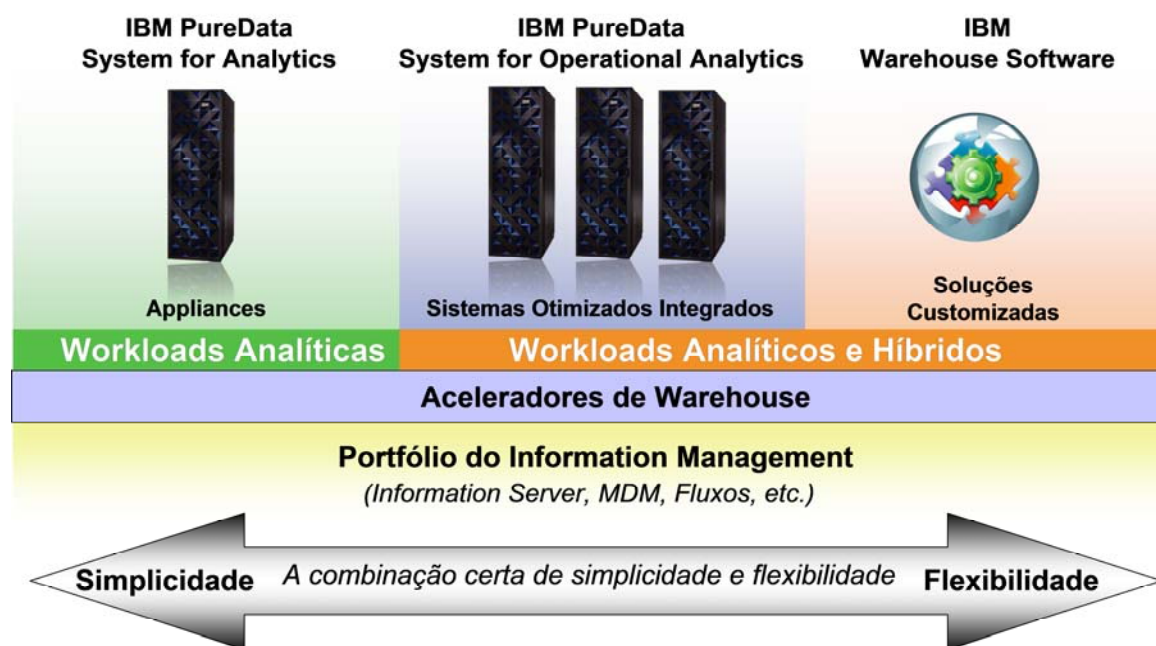 IBM PureData
System for Analytics
IBM PureData
System for Operational Analytics
IBM
Warehouse Software
Appliances
Sistemas Otimizados Integrados
Soluções
Customizadas
Workloads Analíticas
Workloads Analíticos e Híbridos
Aceleradores de Warehouse
Portfólio do Information Management
(Information Server, MDM, Fluxos, etc.)
Simplicidade
A combinação certa de simplicidade e flexibilidade
Flexibilidade